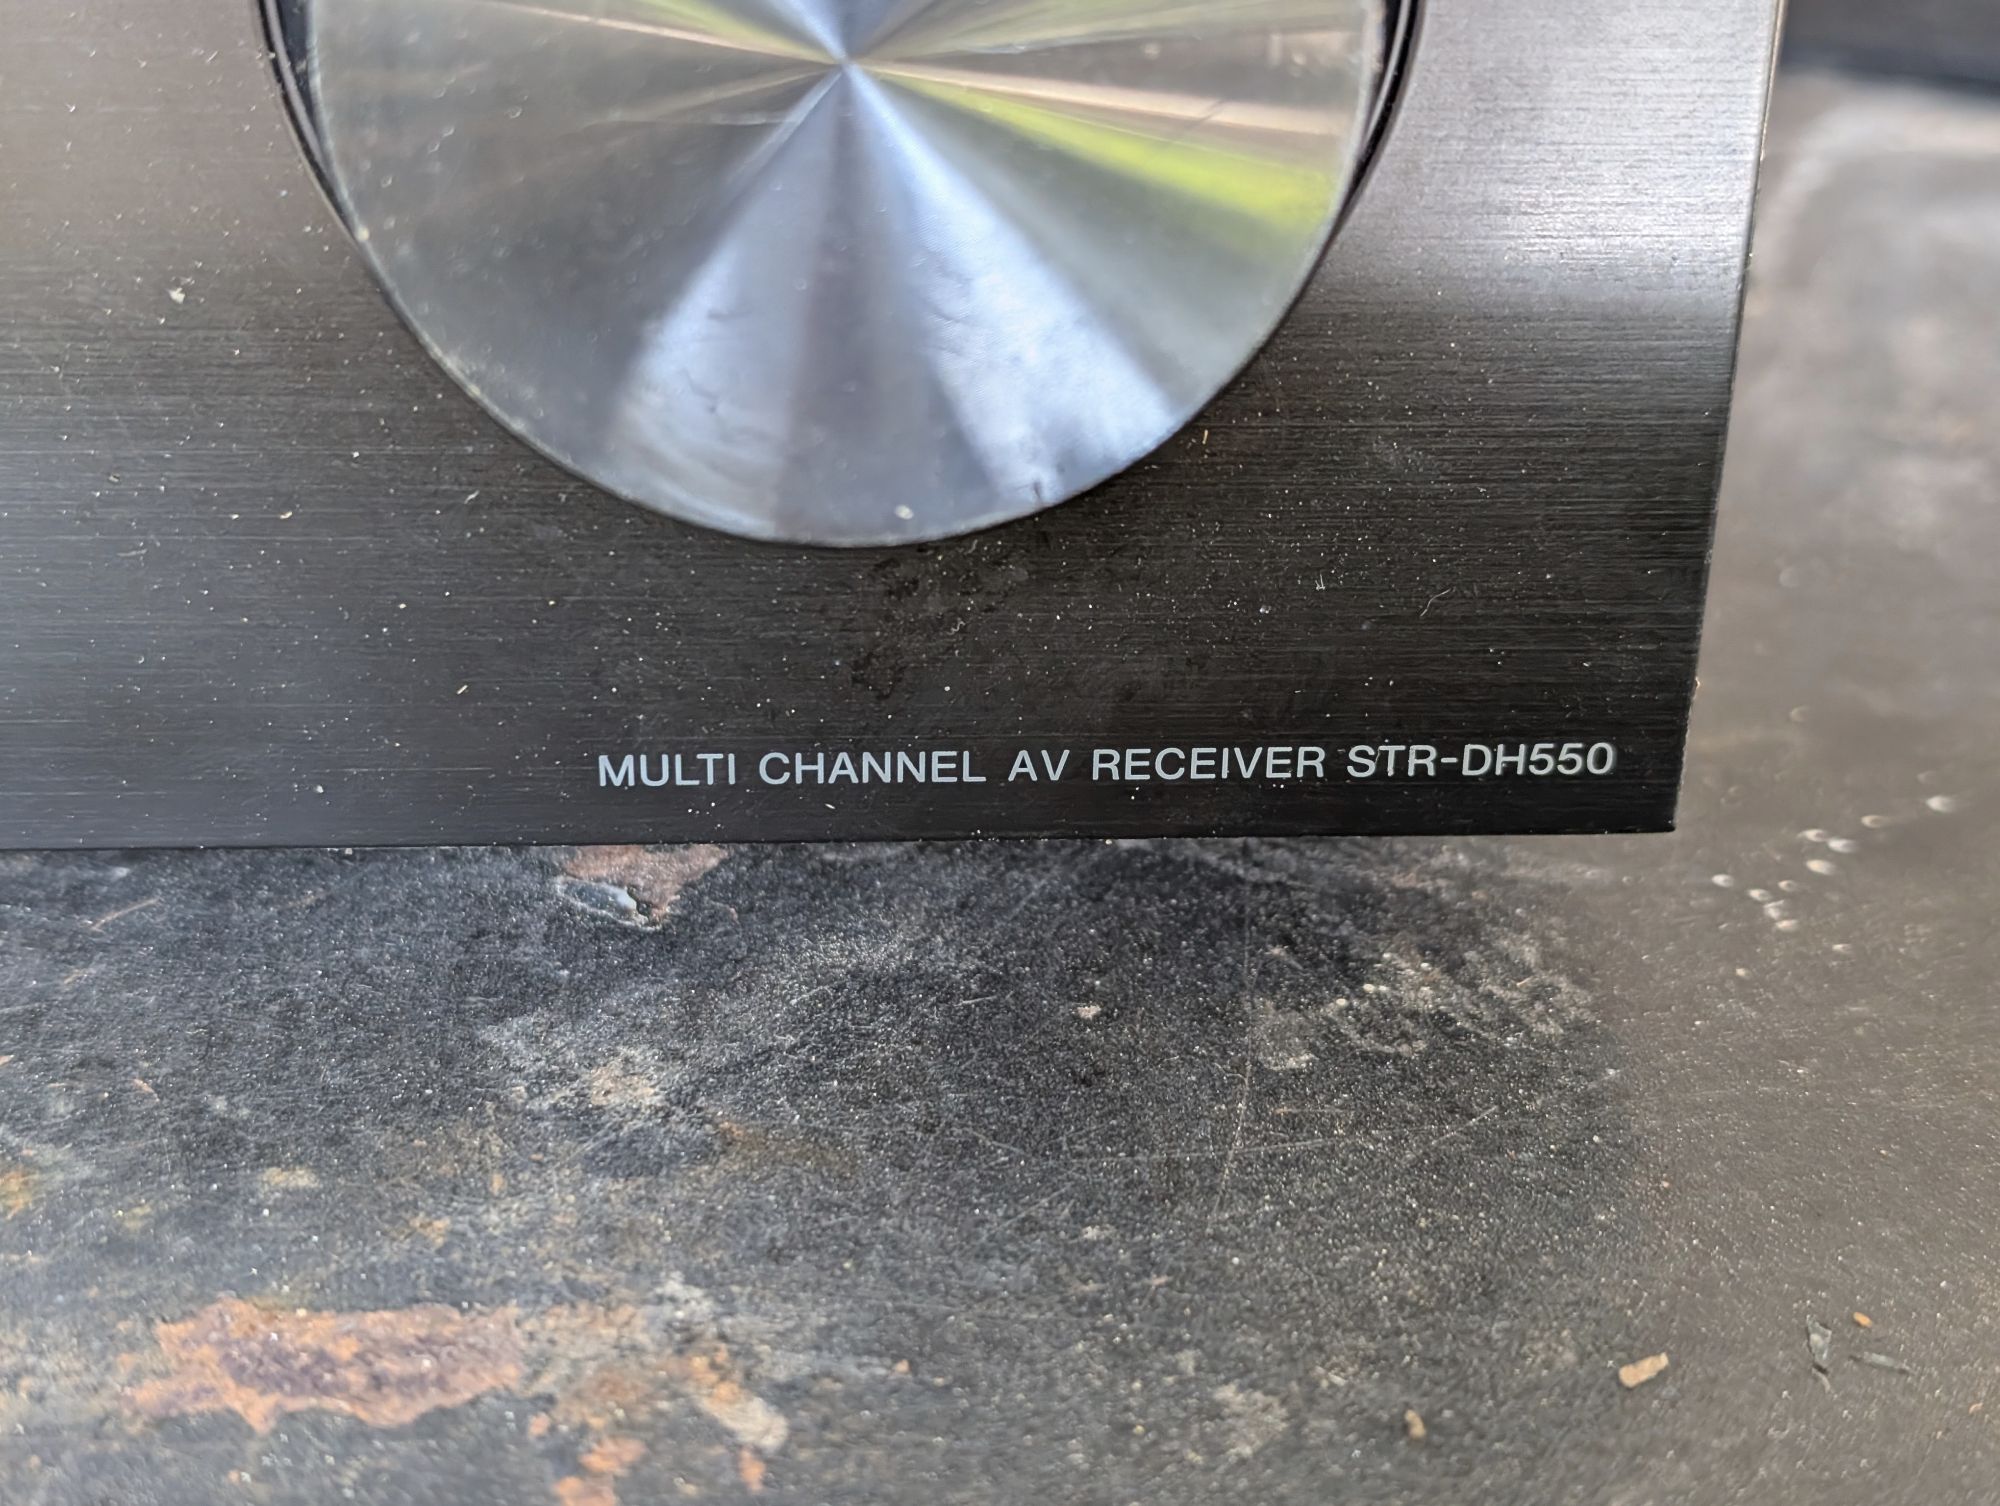 MULTI CHANNEL AV RECEIVER STR-DH550